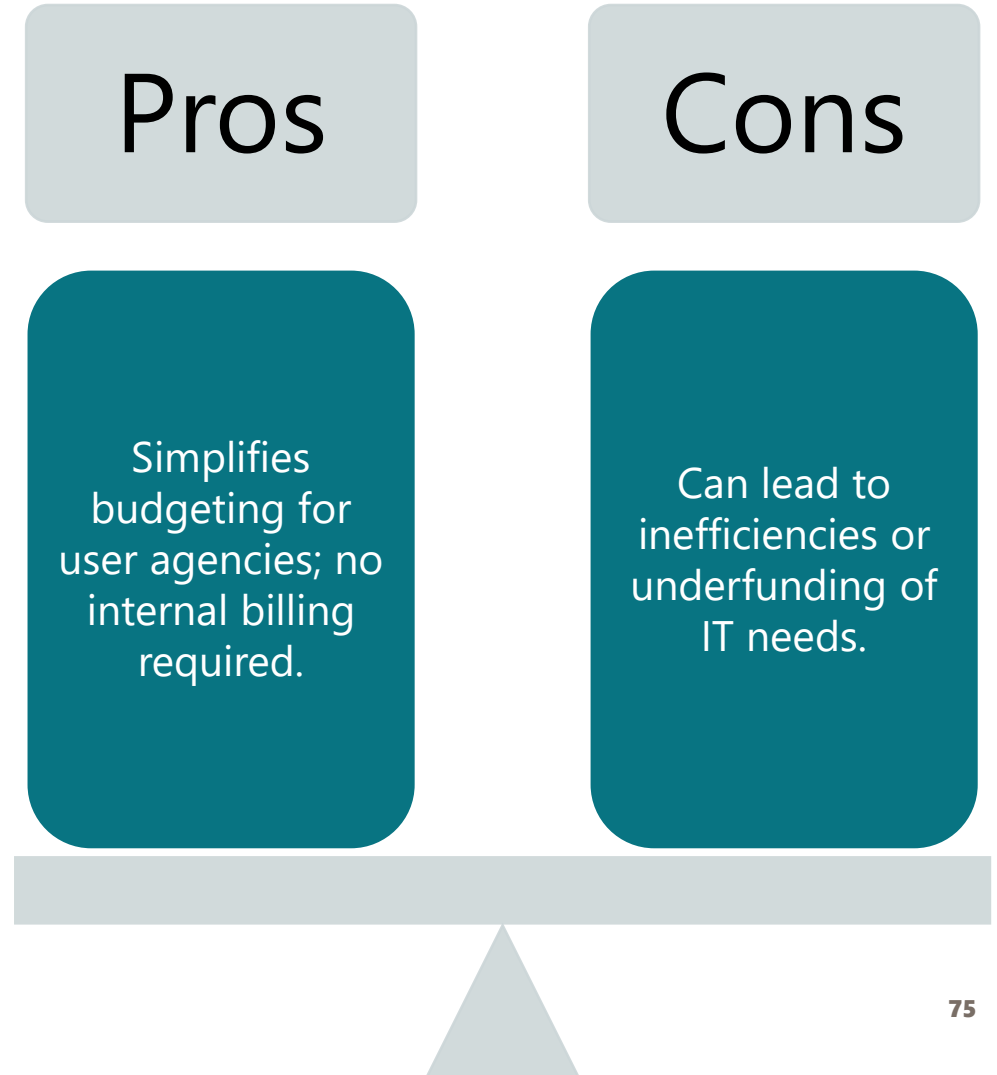 Pros
Cons
Simplifies
budgeting for
user agencies; no
internal billing
required.
Can lead to
inefficiencies or
underfunding of
IT needs.
75